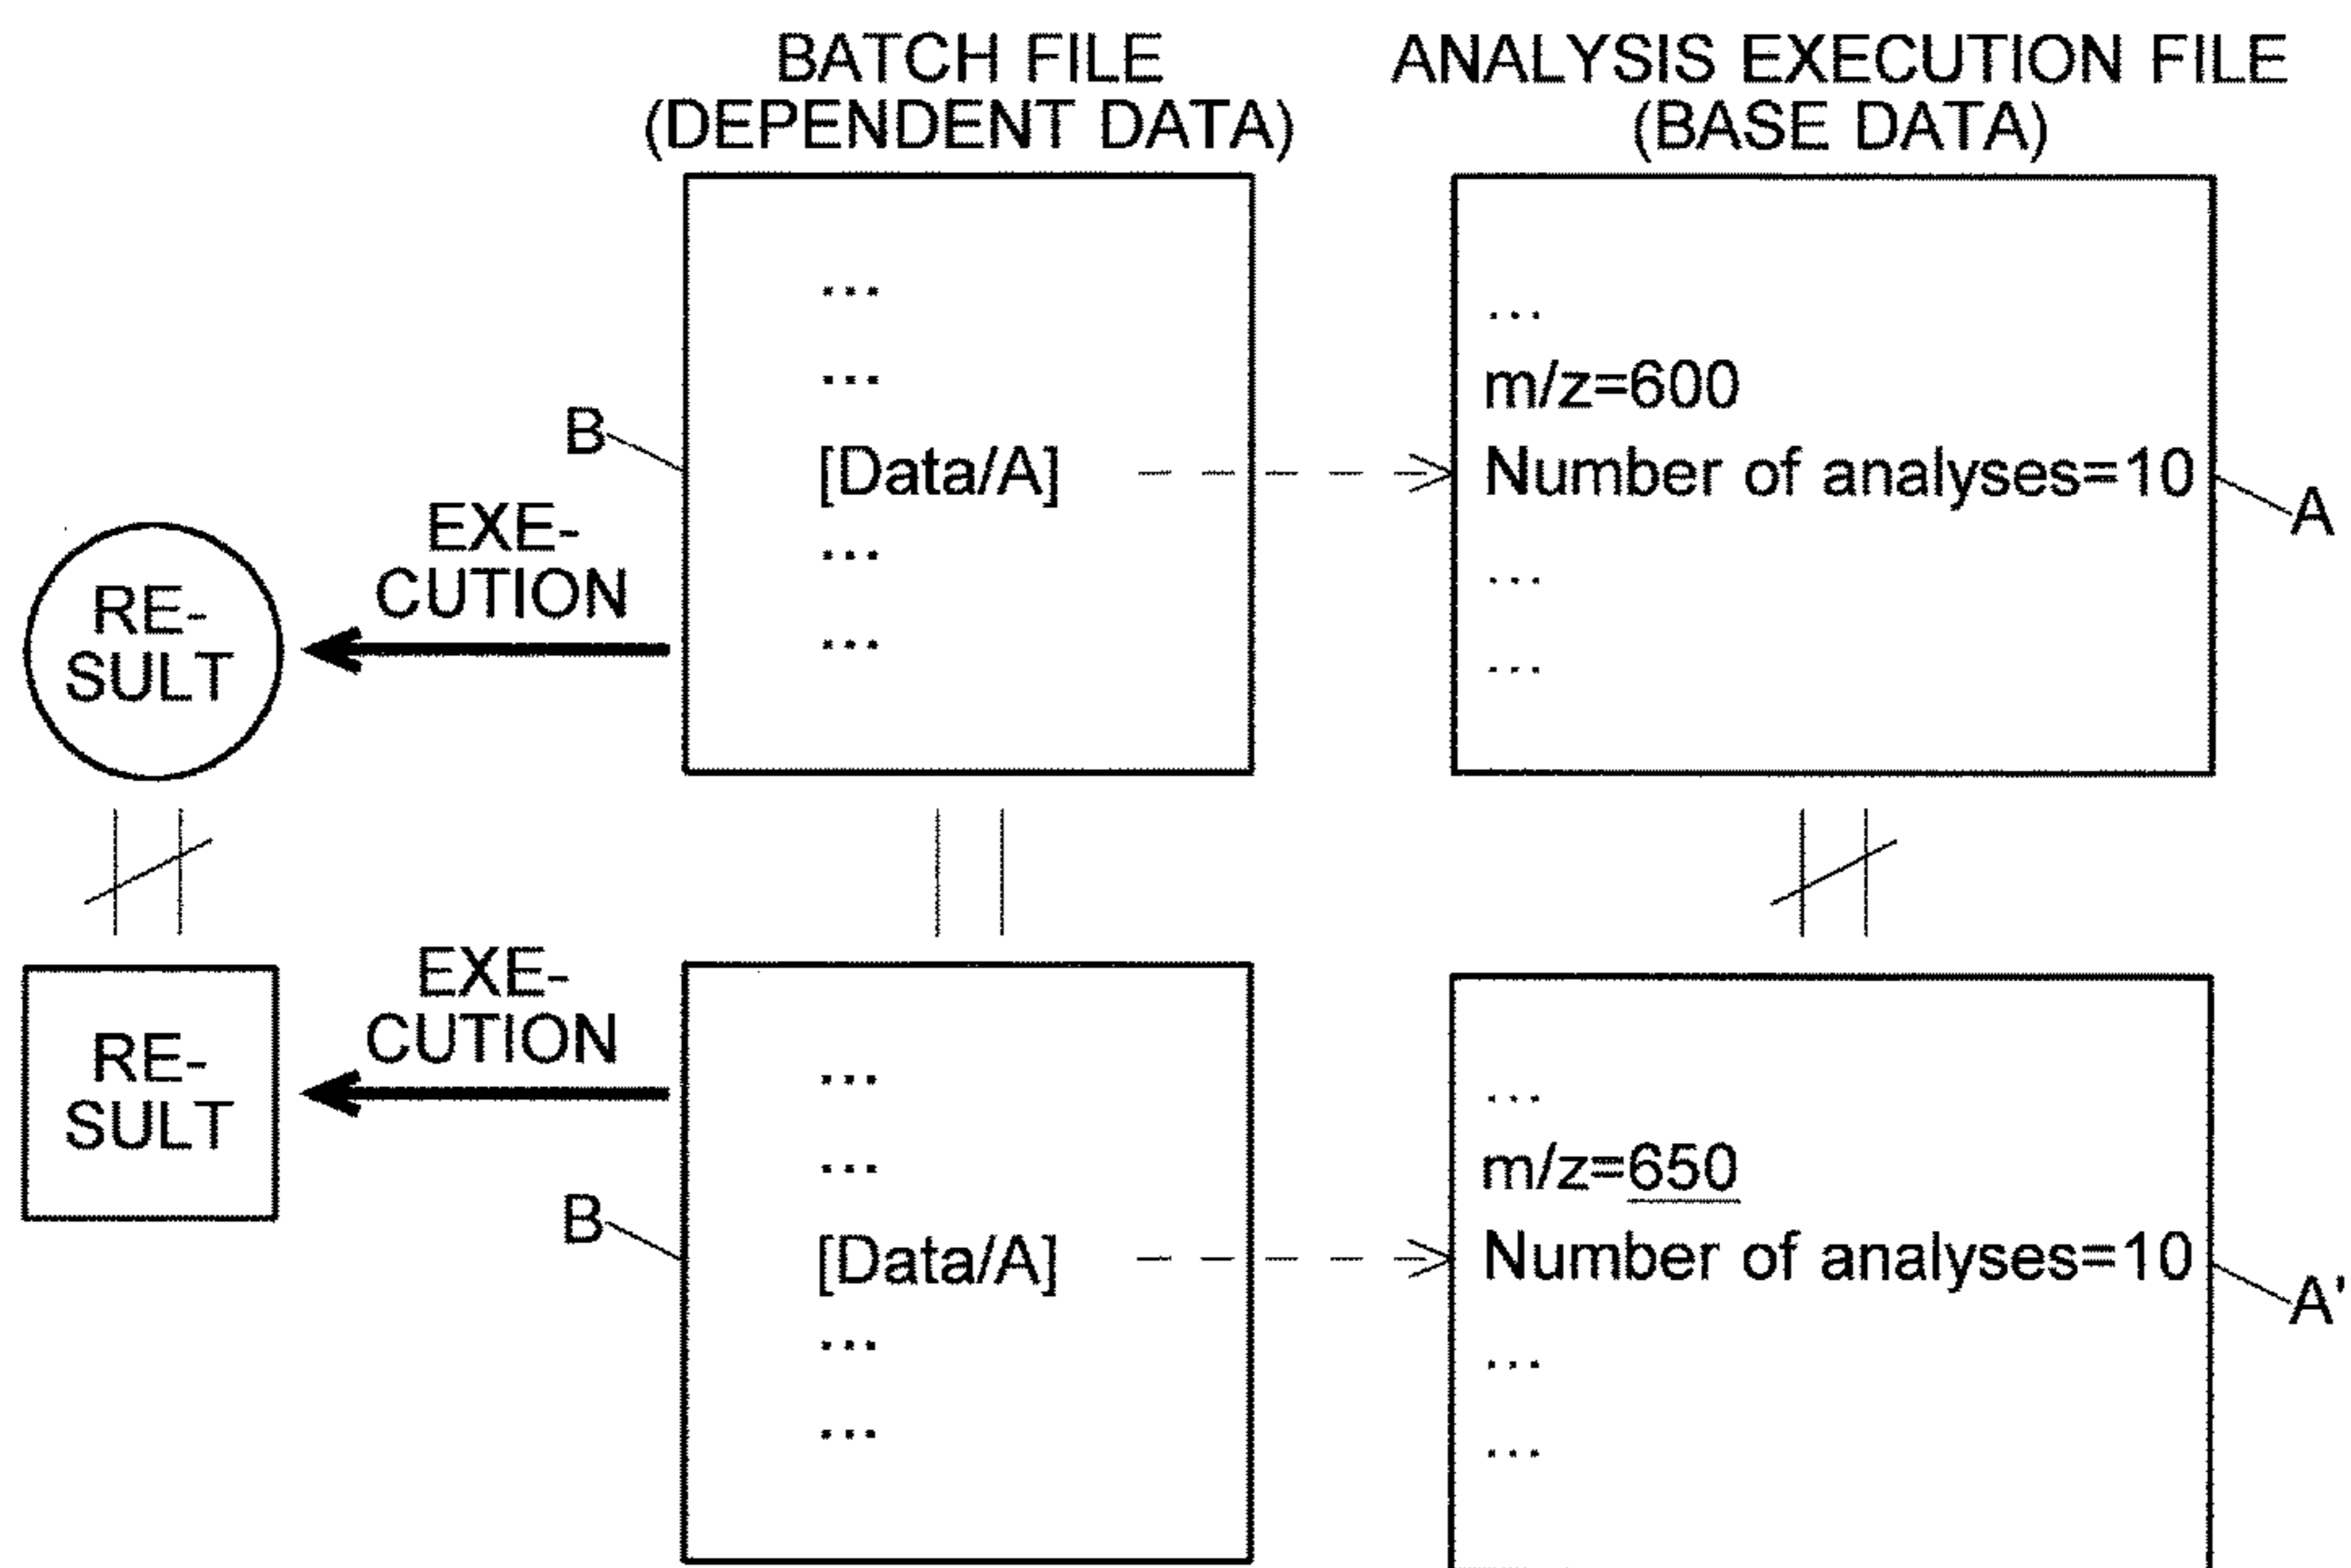 BATCH FILE
(DEPENDENT DATA)
ANALYSIS EXECUTION FILE
(BASE DATA)
...
...
B
[Data/A]
...
...
...
m/z=600
Number of analyses=10
A
...
...
EXE-
CUTION
RE-
SULT
EXE-
CUTION
RE-
SULT
...
...
B
[Data/A]
...
...
...
m/z=650
Number of analyses=10
A'
...
...